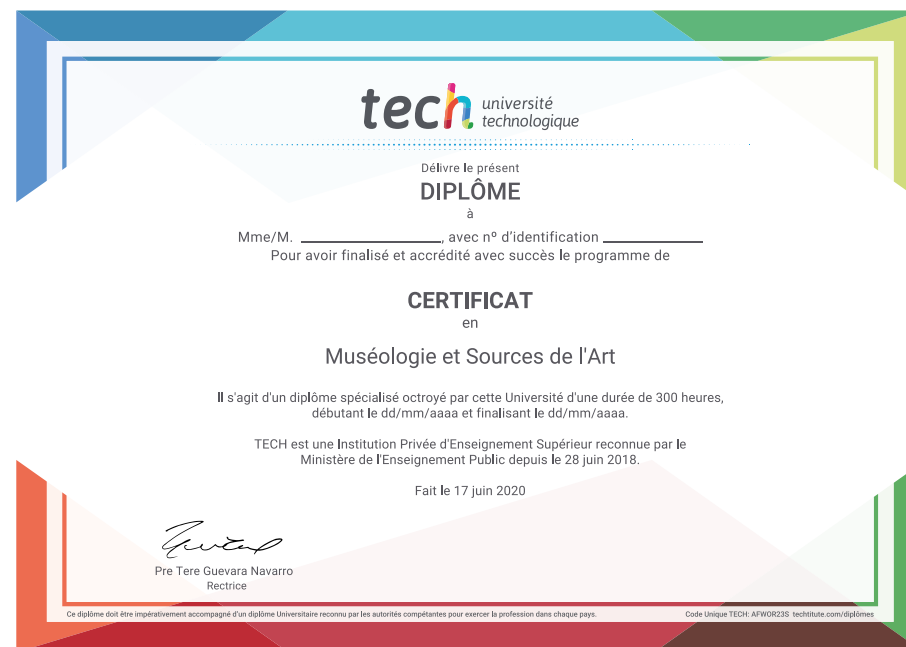 tech université
technologique
Délivre le présent
DIPLÔME
à
Mme/M. ____________________, avec nº d'identification ______________
Pour avoir finalisé et accrédité avec succès le programme de
CERTIFICAT
en
Muséologie et Sources de l'Art
Il s'agit d'un diplôme spécialisé octroyé par cette Université d'une durée de 300 heures,
débutant le dd/mm/aaaa et finalisant le dd/mm/aaaa.
TECH est une Institution Privée d'Enseignement Supérieur reconnue par le
Ministère de l'Enseignement Public depuis le 28 juin 2018.
Fait le 17 juin 2020
Pre Tere Guevara Navarro
Rectrice
Ce diplôme doit être impérativement accompagné d'un diplôme Universitaire reconnu par les autorités compétantes pour exercer la profession dans chaque pays. Code Unique TECH: AFWOR23S techtitute.com/diplômes